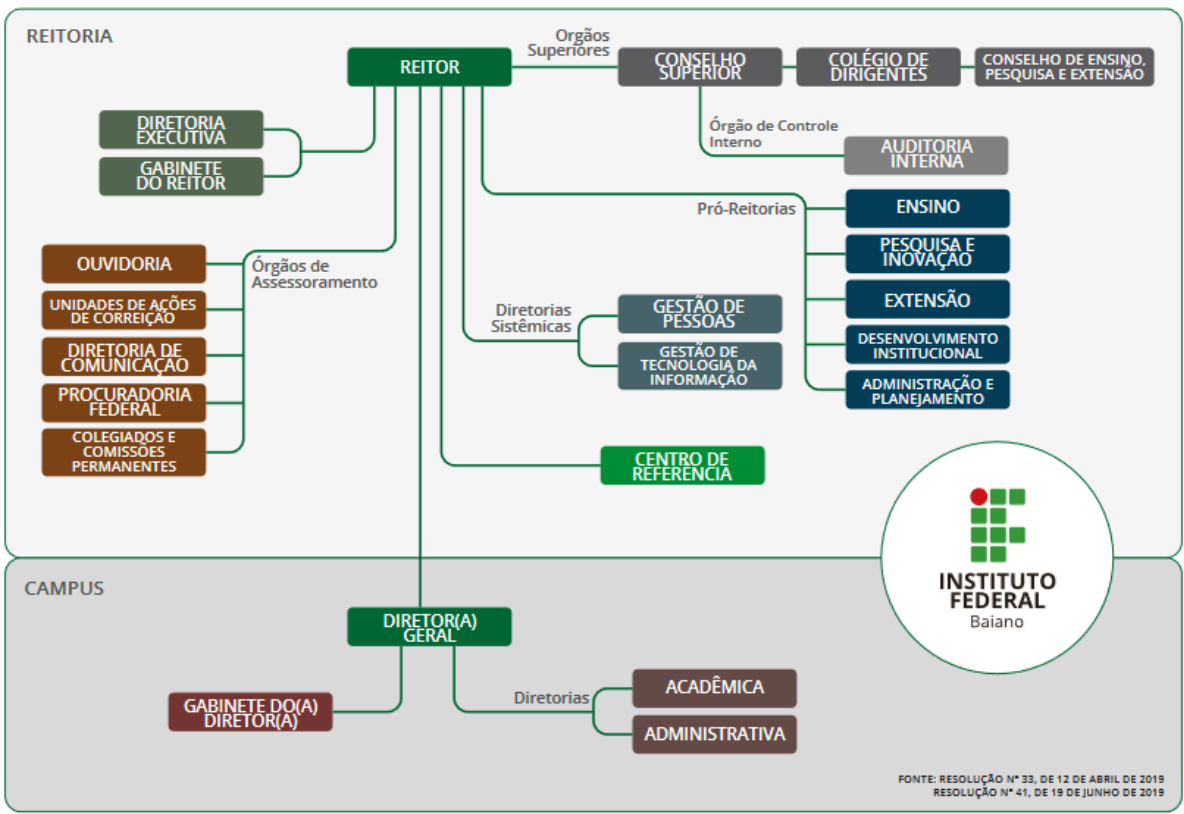 REITORIA
REITOR
Orgãos
Superiores
CONSELHO
SUPERIOR
COLÉGIO DE
DIRIGENTES
CONSELHO DE ENSINO,
PESQUISA E EXTENSÃO
DIRETORIA
EXECUTIVA
GABINETE
DO REITOR
Órgão de Controle
Interno
AUDITORIA
INTERNA
Pró-Reitorias
ENSINO
PESQUISA E
INOVAÇÃO
EXTENSÃO
DESENVOLVIMENTO
INSTITUCIONAL
ADMINISTRAÇÃO E
PLANEJAMENTO
OUVIDORIA
UNIDADES DE AÇÕES
DE CORREIÇÃO
DIRETORIA DE
COMUNICAÇÃO
PROCURADORIA
FEDERAL
COLEGIADOS E
COMISSÕES
PERMANENTES
Órgãos de
Assessoramento
Diretorias
Sistêmicas
GESTÃO DE
PESSOAS
GESTÃO DE
TECNOLOGIA DA
INFORMAÇÃO
CENTRO DE
REFERÊNCIA
INSTITUTO
FEDERAL
Baiano
CAMPUS
DIRETOR(A)
GERAL
GABINETE DO(A)
DIRETOR(A)
Diretorias
ACADÊMICA
ADMINISTRATIVA
FONTE: RESOLUÇÃO N° 33, DE 12 DE ABRIL DE 2019
RESOLUÇÃO N° 41, DE 19 DE JUNHO DE 2019